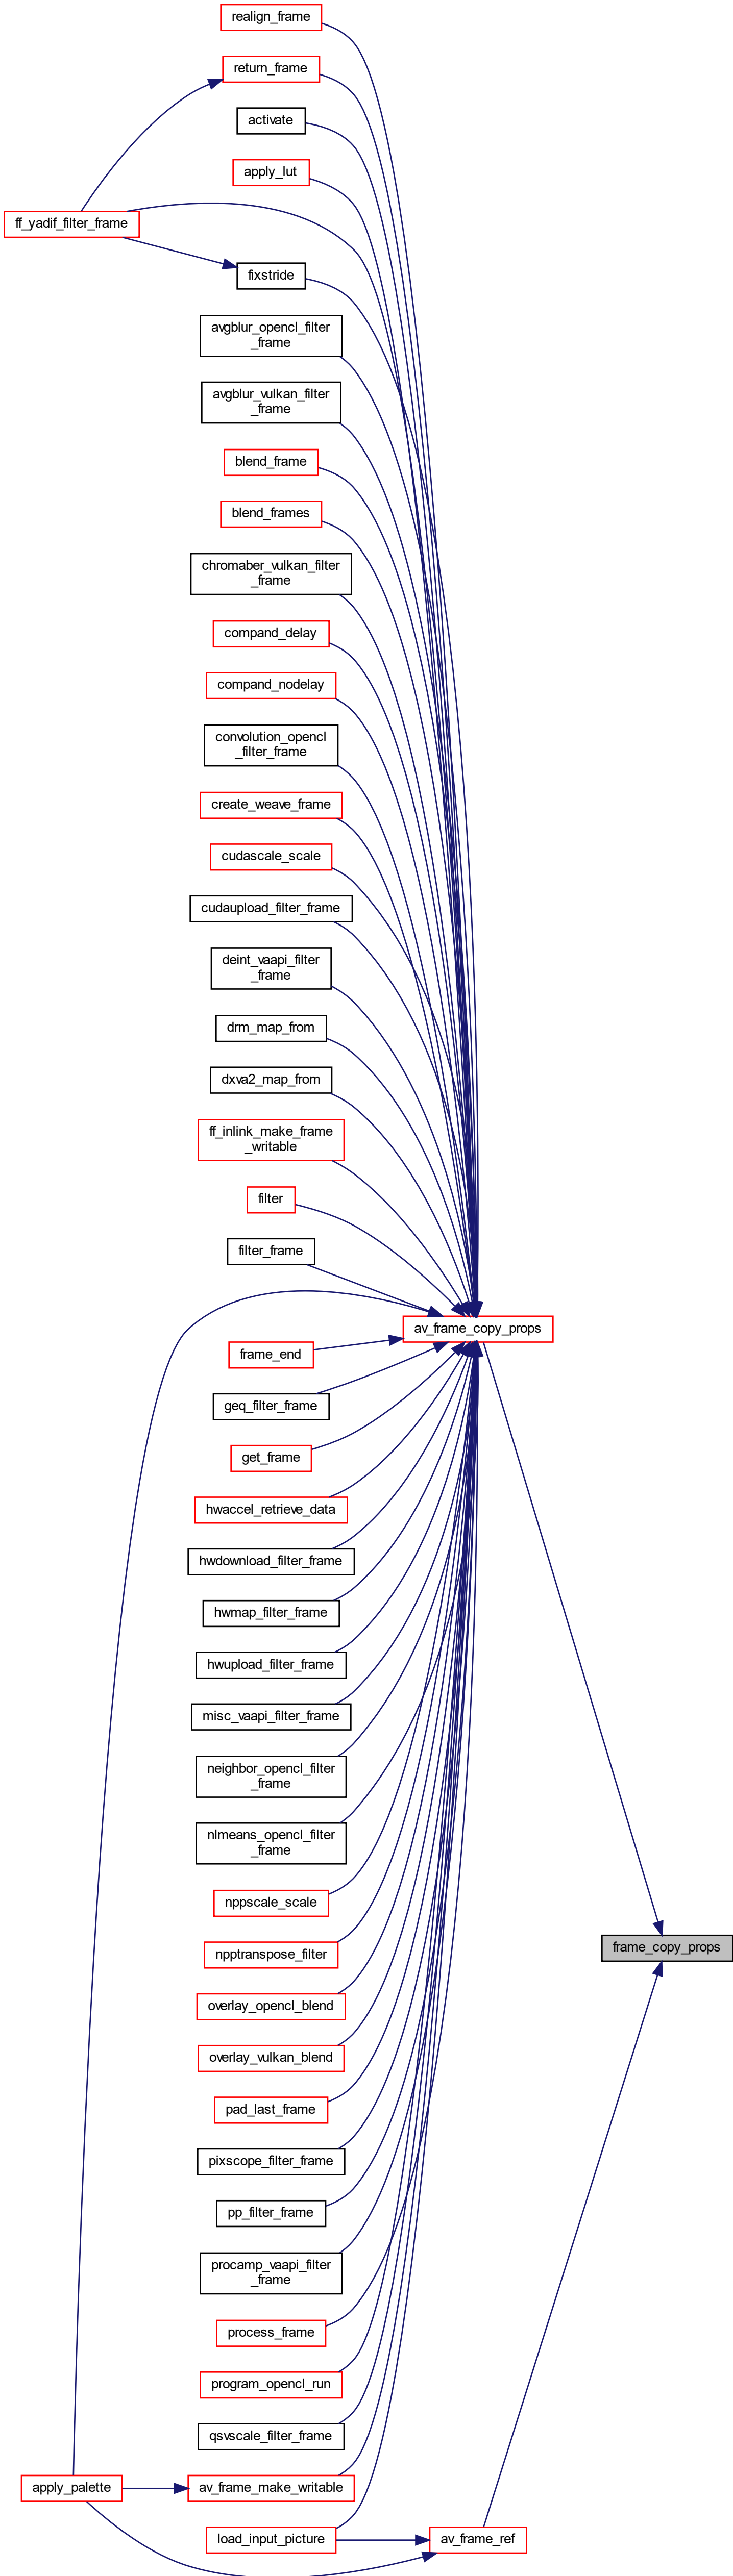 realign_frame
return_frame
activate
apply_lut
ff_yadif_filter_frame
fixstride
avgblur_opencl_filter
_frame
avgblur_vulkan_filter
_frame
blend_frame
blend_frames
chromaber_vulkan_filter
_frame
compand_delay
compand_nodelay
convolution_opencl
_filter_frame
create_weave_frame
cudascale_scale
cudaupload_filter_frame
deint_vaapi_filter
_frame
drm_map_from
dxva2_map_from
ff_inlink_make_frame
_writable
filter
filter_frame
av_frame_copy_props
frame_end
geq_filter_frame
get_frame
hwaccel_retrieve_data
hwdownload_filter_frame
hwmap_filter_frame
hwupload_filter_frame
misc_vaapi_filter_frame
neighbor_opencl_filter
_frame
nlmeans_opencl_filter
_frame
nppscale_scale
npptranspose_filter
frame_copy_props
overlay_opencl_blend
overlay_vulkan_blend
pad_last_frame
pixscope_filter_frame
pp_filter_frame
procamp_vaapi_filter
_frame
process_frame
program_opencl_run
qsvscale_filter_frame
apply_palette
av_frame_make_writable
load_input_picture
av_frame_ref